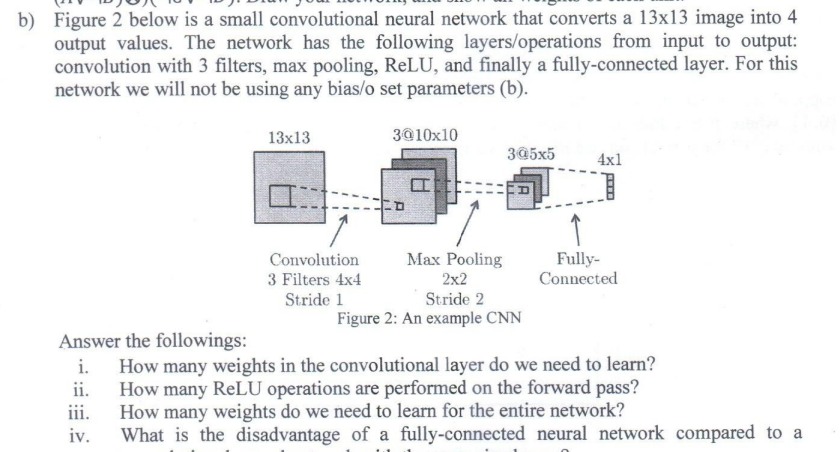 b) Figure 2 below is a small convolutional neural network that converts a 13x13 image into 4
output values. The network has the following layers/operations from input to output:
convolution with 3 filters, max pooling, ReLU, and finally a fully-connected layer. For this
network we will not be using any bias/o set parameters (b).
13x13
3@10x10
3@5x5
4x1
Convolution
3 Filters 4x4
Stride 1
Max Pooling
2x2
Stride 2
Fully-
Connected
Figure 2: An example CNN
Answer the followings:
i. How many weights in the convolutional layer do we need to learn?
ii. How many ReLU operations are performed on the forward pass?
iii. How many weights do we need to learn for the entire network?
iv. What is the disadvantage of a fully-connected neural network compared to a